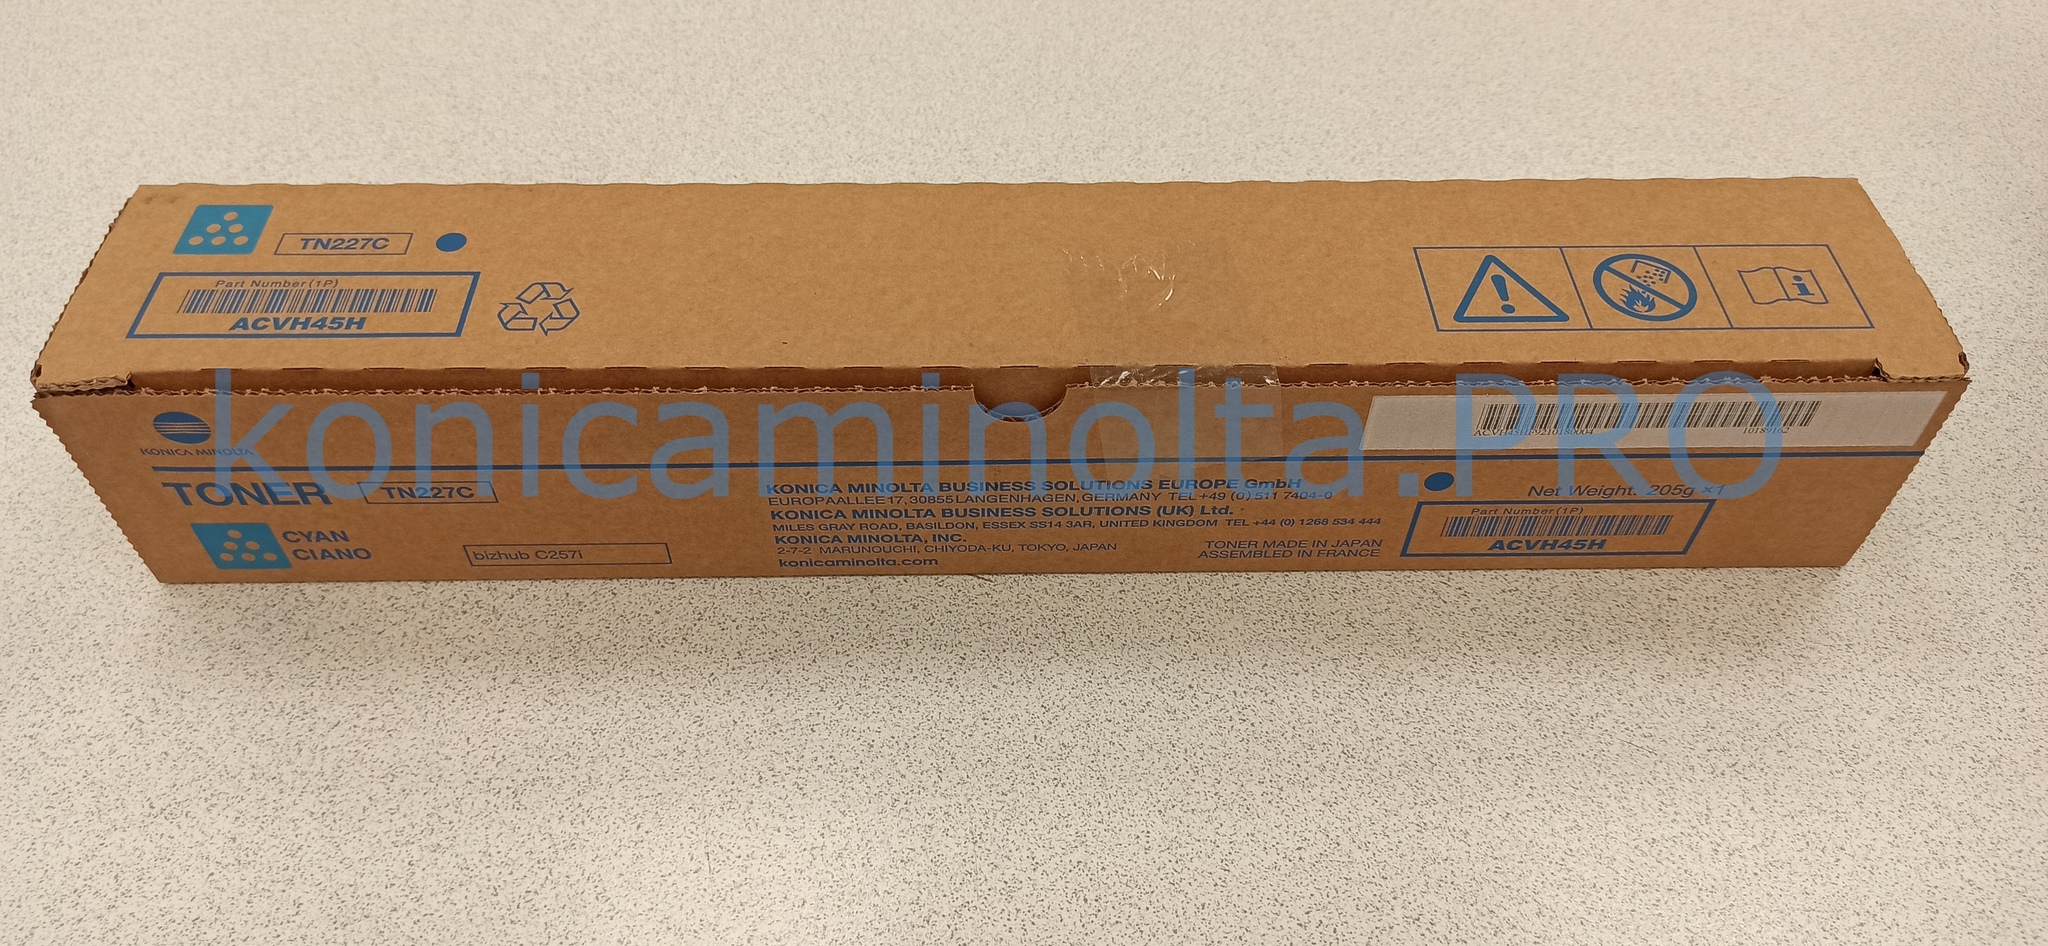 TN227C
Part Number (1P)
ACVH45H
konicaminolta.PRO
KONICA MINOLTA
ACVH45HF9210180004
10189162
TONER
TN227C
CYAN
CIANO
bizhub C257i
KONICA MINOLTA BUSINESS SOLUTIONS EUROPE GmbH
EUROPAALLEE 17, 30855 LANGENHAGEN, GERMANY TEL +49 (0) 511 7404-0
KONICA MINOLTA BUSINESS SOLUTIONS (UK) Ltd.
MILES GRAY ROAD, BASILDON, ESSEX SS14 3AR, UNITED KINGDOM TEL +44 (0) 1268 534 444
KONICA MINOLTA, INC.
2-7-2 MARUNOUCHI, CHIYODA-KU, TOKYO, JAPAN
konicaminolta.com
TONER MADE IN JAPAN
ASSEMBLED IN FRANCE
Net Weight. 205g ×1
Part Number (1P)
ACVH45H